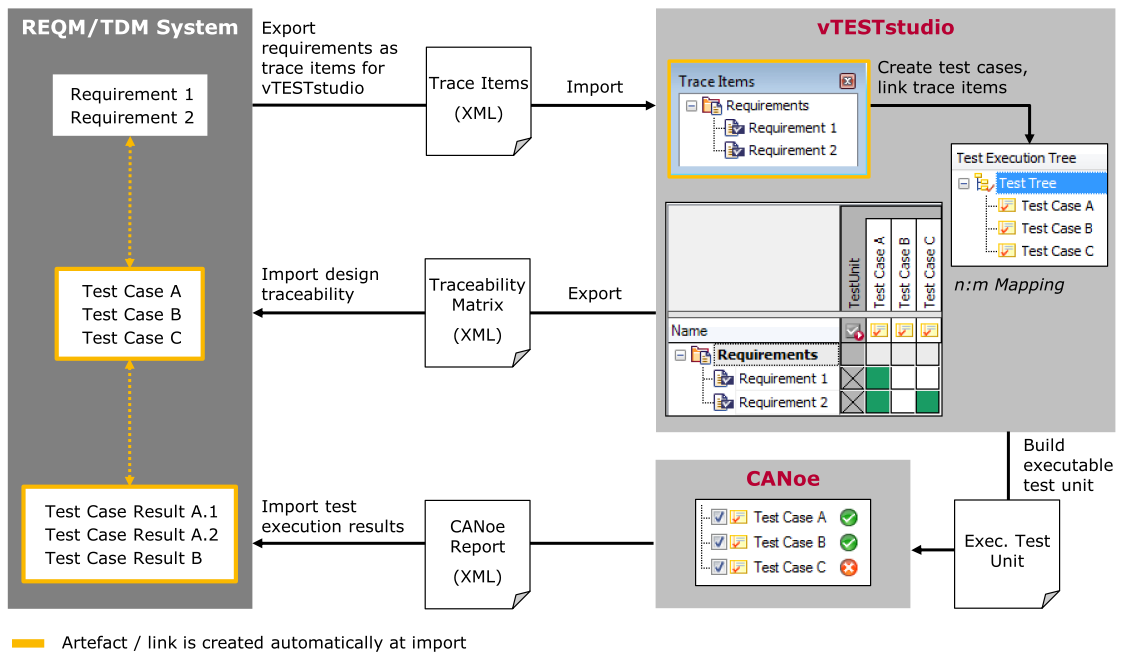 REQM/TDM System
Requirement 1
Requirement 2
Test Case A
Test Case B
Test Case C
Test Case Result A.1
Test Case Result A.2
Test Case Result B
Export
requirements as
trace items for
vTESTstudio
Trace Items
(XML)
Import
vTESTstudio
Trace Items
Requirements
Requirement 1
Requirement 2
Create test cases,
link trace items
Test Execution Tree
Test Tree
Test Case A
Test Case B
Test Case C
n:m Mapping
TestUnit
Test Case A
Test Case B
Test Case C
Name
Requirements
Requirement 1
Requirement 2
Export
Traceability
Matrix
(XML)
Import design
traceability
Build
executable
test unit
Exec. Test
Unit
CANoe
Test Case A
Test Case B
Test Case C
CANoe
Report
(XML)
Import test
execution results
Artefact / link is created automatically at import